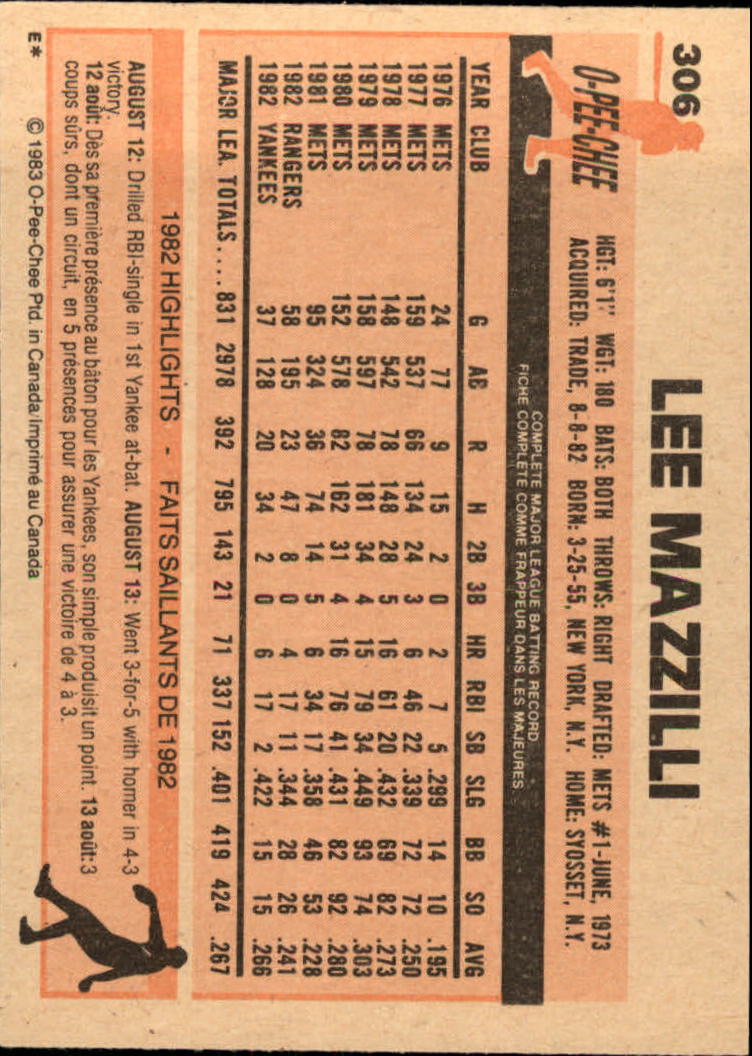 306
LEE MAZZILLI
O-PEE-CHEE
HGT: 6'1" WGT: 180 BATS: BOTH THROWS: RIGHT DRAFTED: METS #1-JUNE, 1973
ACQUIRED: TRADE, 8-8-82 BORN: 3-25-55, NEW YORK, N.Y. HOME: SYOSSET, N.Y.
COMPLETE MAJOR LEAGUE BATTING RECORD
FICHE COMPLÈTE COMME FRAPPEUR DANS LES MAJEURES
YEAR CLUB G AB R H 2B 3B HR RBI SB SLG BB SO AVG
1976 METS 24 77 9 15 2 0 2 7 5 .299 14 10 .195
1977 METS 159 537 66 134 24 3 6 46 22 .339 72 72 .250
1978 METS 148 542 78 148 28 5 16 61 20 .432 69 82 .273
1979 METS 158 597 78 181 34 4 15 79 34 .449 93 74 .303
1980 METS 152 578 82 162 31 4 16 76 41 .431 82 92 .280
1981 METS 95 324 36 74 14 5 6 34 17 .358 46 53 .228
1982 RANGERS 58 195 23 47 8 0 4 17 11 .344 28 26 .241
1982 YANKEES 37 128 20 34 2 0 6 17 2 .422 15 15 .266
MAJOR LEA. TOTALS.... 831 2978 392 795 143 21 71 337 152 .401 419 424 .267
1982 HIGHLIGHTS - FAITS SAILLANTS DE 1982
AUGUST 12: Drilled RBI-single in 1st Yankee at-bat. AUGUST 13: Went 3-for-5 with homer in 4-3
victory.
12 août: Dès sa première présence au bâton pour les Yankees, son simple produisit un point. 13 août: 3
coups sûrs, dont un circuit, en 5 présences pour assurer une victoire de 4 à 3.
E* © 1983 O-Pee-Chee Ptd. in Canada/Imprimé au Canada